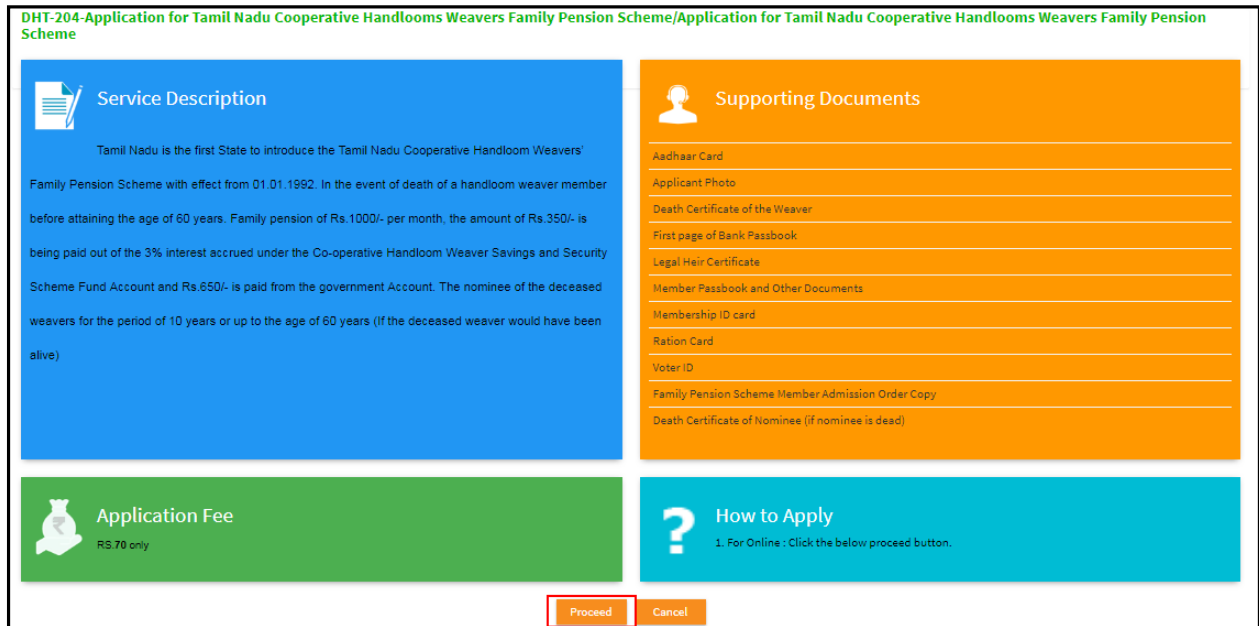 DHT-204-Application for Tamil Nadu Cooperative Handlooms Weavers Family Pension Scheme/Application for Tamil Nadu Cooperative Handlooms Weavers Family Pension
Scheme
Service Description
Tamil Nadu is the first State to introduce the Tamil Nadu Cooperative Handloom Weavers'
Family Pension Scheme with effect from 01.01.1992. In the event of death of a handloom weaver member
before attaining the age of 60 years. Family pension of Rs.1000/- per month, the amount of Rs.350/- is
being paid out of the 3% interest accrued under the Co-operative Handloom Weaver Savings and Security
Scheme Fund Account and Rs.650/- is paid from the government Account. The nominee of the deceased
weavers for the period of 10 years or up to the age of 60 years (If the deceased weaver would have been
alive)
Supporting Documents
Aadhaar Card
Applicant Photo
Death Certificate of the Weaver
First page of Bank Passbook
Legal Heir Certificate
Member Passbook and Other Documents
Membership ID card
Ration Card
Voter ID
Family Pension Scheme Member Admission Order Copy
Death Certificate of Nominee (if nominee is dead)
Application Fee
RS.70 only
How to Apply
1. For Online : Click the below proceed button.
Proceed
Cancel